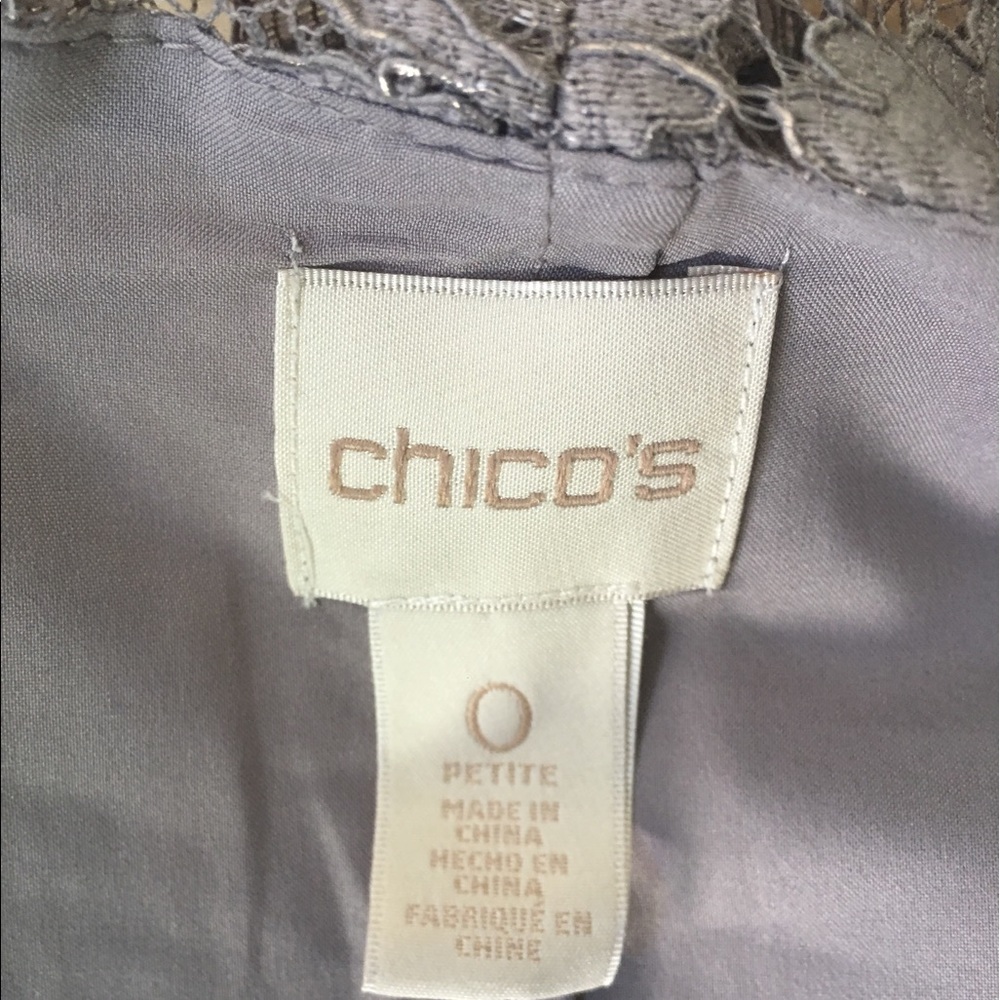 chico's
0
PETITE
MADE IN
CHINA
HECHO EN
CHINA
FABRIQUÉ EN
CHINE